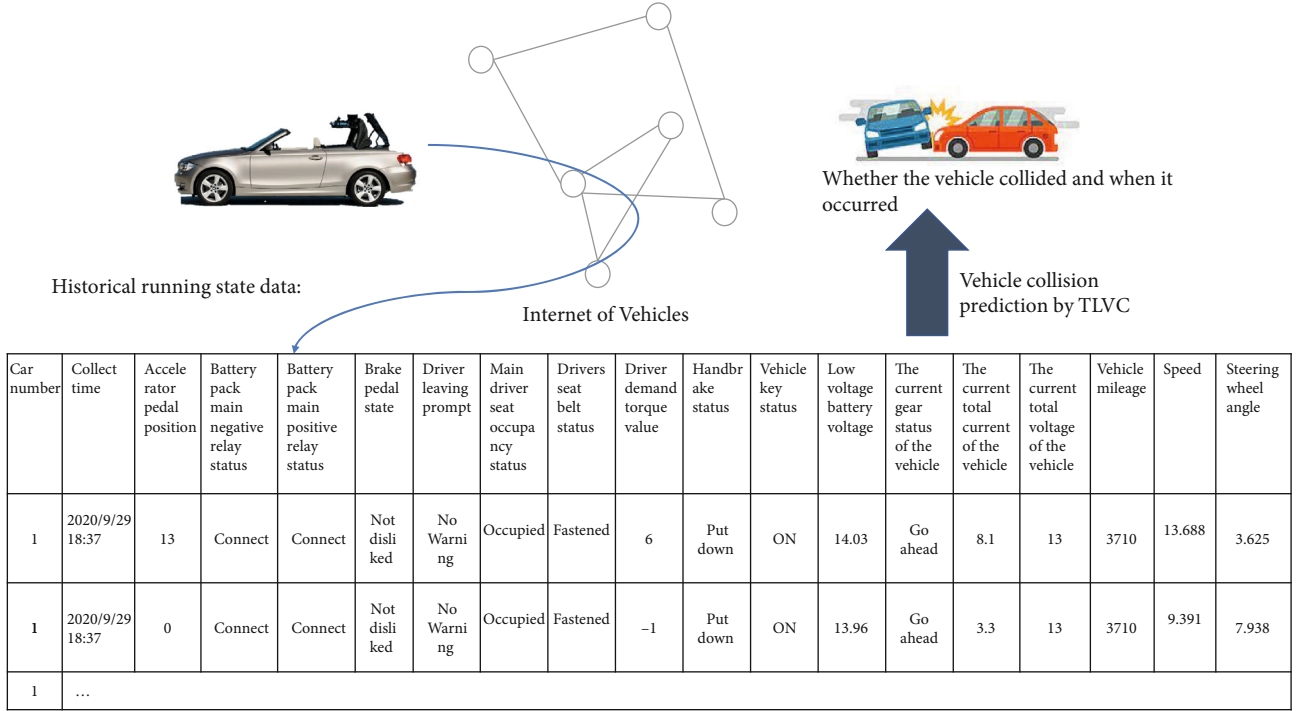 Whether the vehicle collided and when it
occurred
Historical running state data:
Internet of Vehicles
Vehicle collision
prediction by TLVC
Car
number
Collect
time
Accele
rator
pedal
position
Battery
pack
main
negative
relay
status
Battery
pack
main
positive
relay
status
Brake
pedal
state
Driver
leaving
prompt
Main
driver
seat
occupa
ncy
status
Drivers
seat
belt
status
Driver
demand
torque
value
Handbr
ake
status
Vehicle
key
status
Low
voltage
battery
voltage
The
current
gear
status
of the
vehicle
The
current
total
current
of the
vehicle
The
current
total
voltage
of the
vehicle
Vehicle
mileage
Speed
Steering
wheel
angle
1
2020/9/29
18:37
13
Connect
Connect
Not
disli
ked
No
Warni
ng
Occupied
Fastened
6
Put
down
ON
14.03
Go
ahead
8.1
13
3710
13.688
3.625
1
2020/9/29
18:37
0
Connect
Connect
Not
disli
ked
No
Warni
ng
Occupied
Fastened
–1
Put
down
ON
13.96
Go
ahead
3.3
13
3710
9.391
7.938
1
…